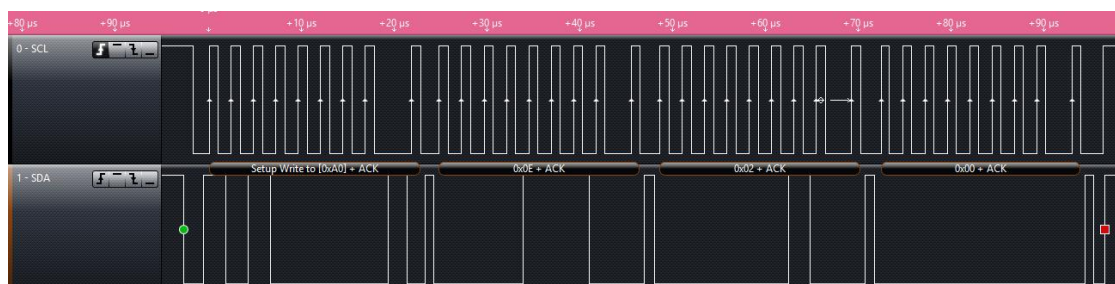 +80 µs +90 µs +10 µs +20 µs +30 µs +40 µs +50 µs +60 µs +70 µs +80 µs +90 µs
0 - SCL
Setup Write to [0xA0] + ACK 0x0E + ACK 0x02 + ACK 0x00 + ACK
1 - SDA